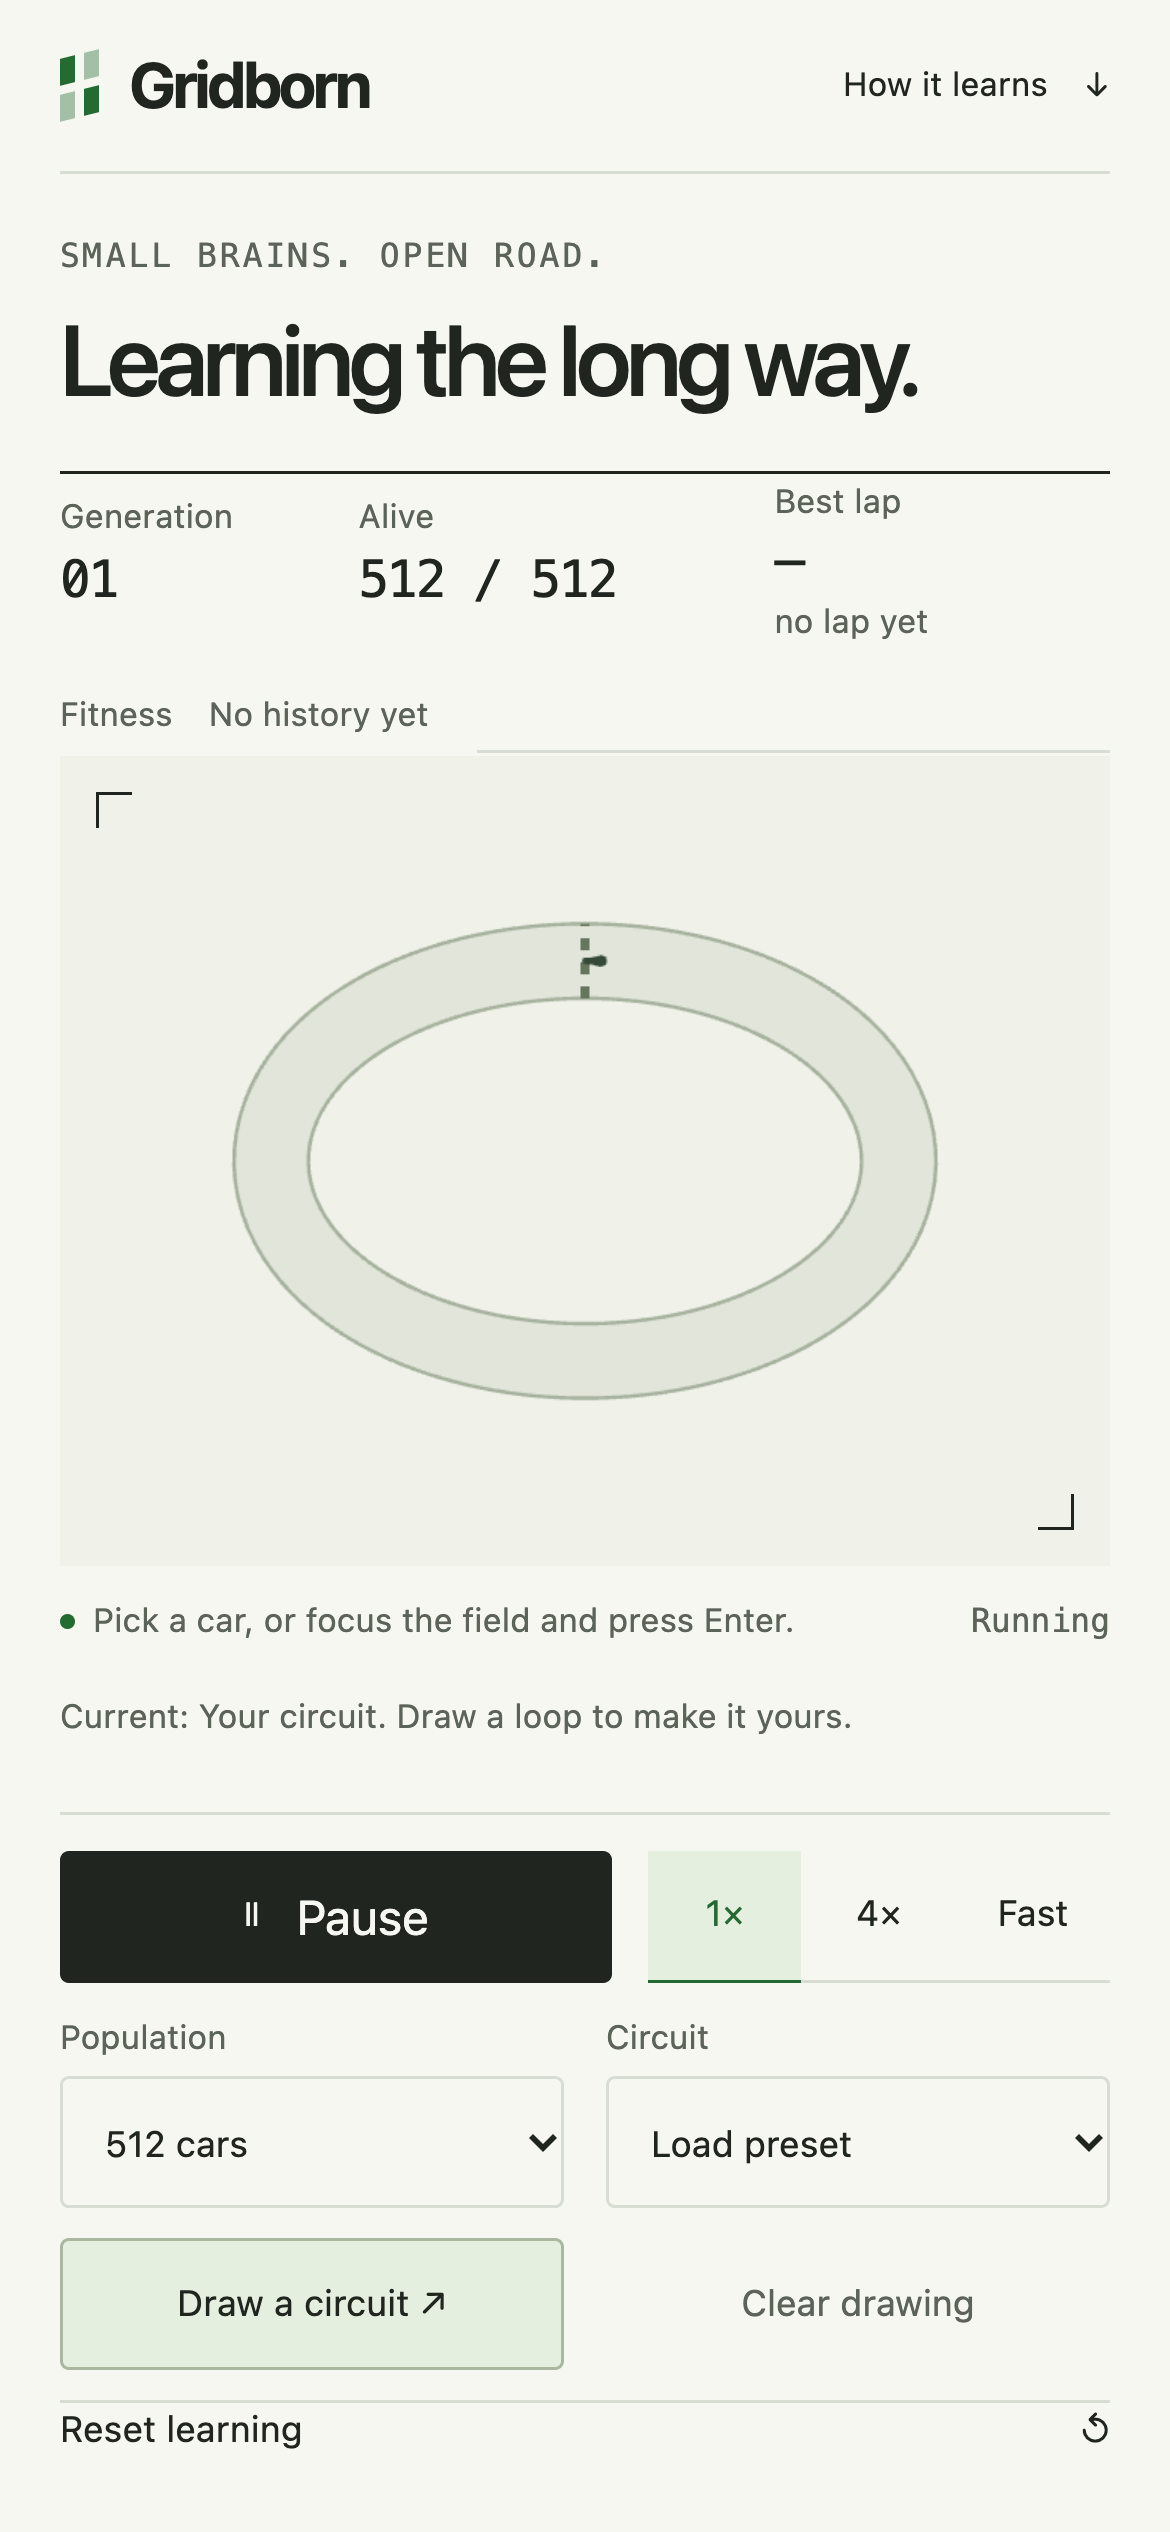 Gridborn
How it learns ↓
SMALL BRAINS. OPEN ROAD.
Learning the long way.
Generation
01
Alive
512 / 512
Best lap
—
no lap yet
Fitness No history yet
Pick a car, or focus the field and press Enter.
Running
Current: Your circuit. Draw a loop to make it yours.
Pause
1×
4×
Fast
Population
Circuit
512 cars
Load preset
Draw a circuit ↗
Clear drawing
Reset learning